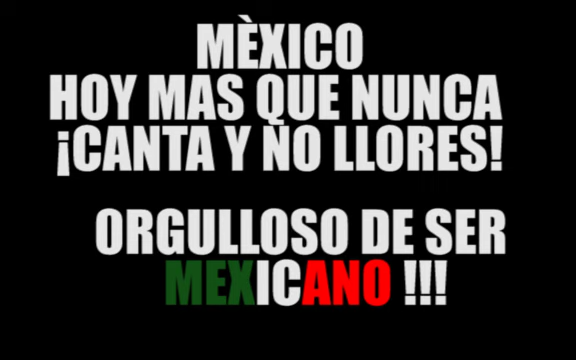 MÈXICO
HOY MAS QUE NUNCA
¡CANTA Y NO LLORES!
ORGULLOSO DE SER
MEXICANO !!!